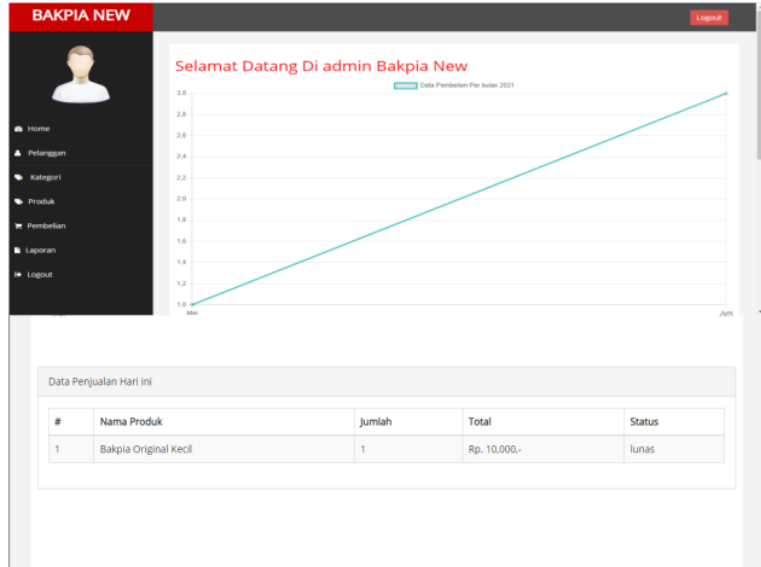 BAKPIA NEW
Logout
Selamat Datang Di admin Bakpia New
Data Pembelian Per bulan 2021
3,0
2,8
2,6
2,4
2,2
2,0
1,8
1,6
1,4
1,2
1,0
Mei
Juni
Home
Pelanggan
Kategori
Produk
Pembelian
Laporan
Logout
Data Penjualan Hari ini
# Nama Produk Jumlah Total Status
1 Bakpia Original Kecil 1 Rp. 10,000,- lunas